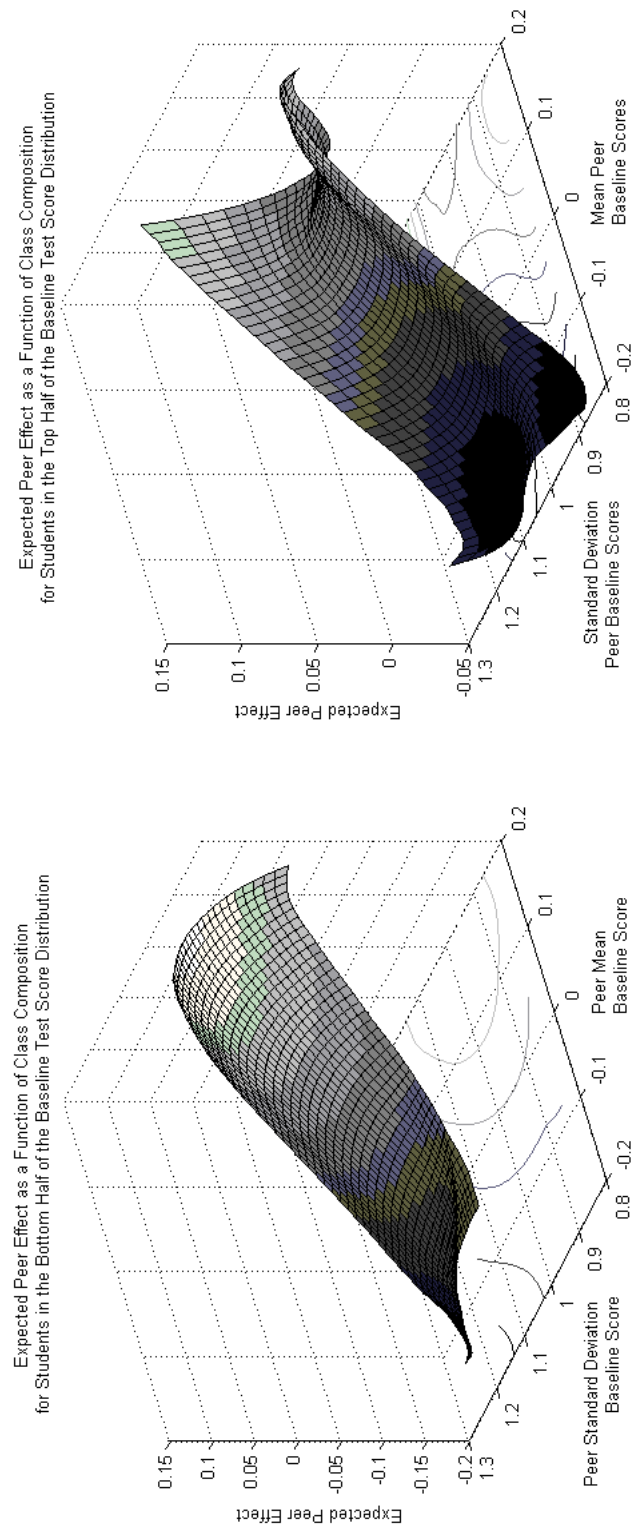 Expected Peer Effect as a Function of Class Composition
for Students in the Bottom Half of the Baseline Test Score Distribution
Expected Peer Effect
0.15
0.1
0.05
0
-0.05
-0.1
-0.15
-0.2
1.3
1.2
1.1
1
0.9
0.8
Peer Standard Deviation
Baseline Score
-0.2
-0.1
0
0.1
0.2
Peer Mean
Baseline Score
Expected Peer Effect as a Function of Class Composition
for Students in the Top Half of the Baseline Test Score Distribution
Expected Peer Effect
0.15
0.1
0.05
0
-0.05
1.3
1.2
1.1
1
0.9
0.8
Standard Deviation
Peer Baseline Scores
-0.2
-0.1
0
0.1
0.2
Mean Peer
Baseline Scores